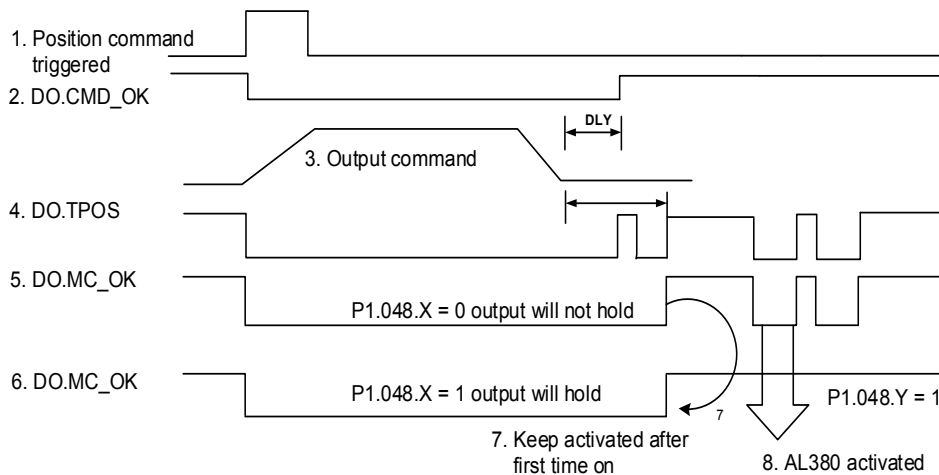 1. Position command
triggered
2. DO.CMD_OK
DLY
3. Output command
4. DO.TPOS
5. DO.MC_OK
P1.048.X = 0 output will not hold
6. DO.MC_OK
P1.048.X = 1 output will hold
7
P1.048.Y = 1
7. Keep activated after
first time on
8. AL380 activated